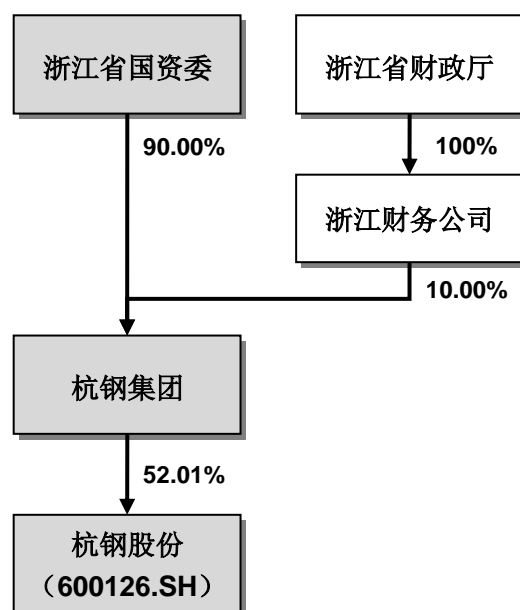 浙江省国资委
浙江省财政厅
90.00%
100%
浙江财务公司
10.00%
杭钢集团
52.01%
杭钢股份
（600126.SH）